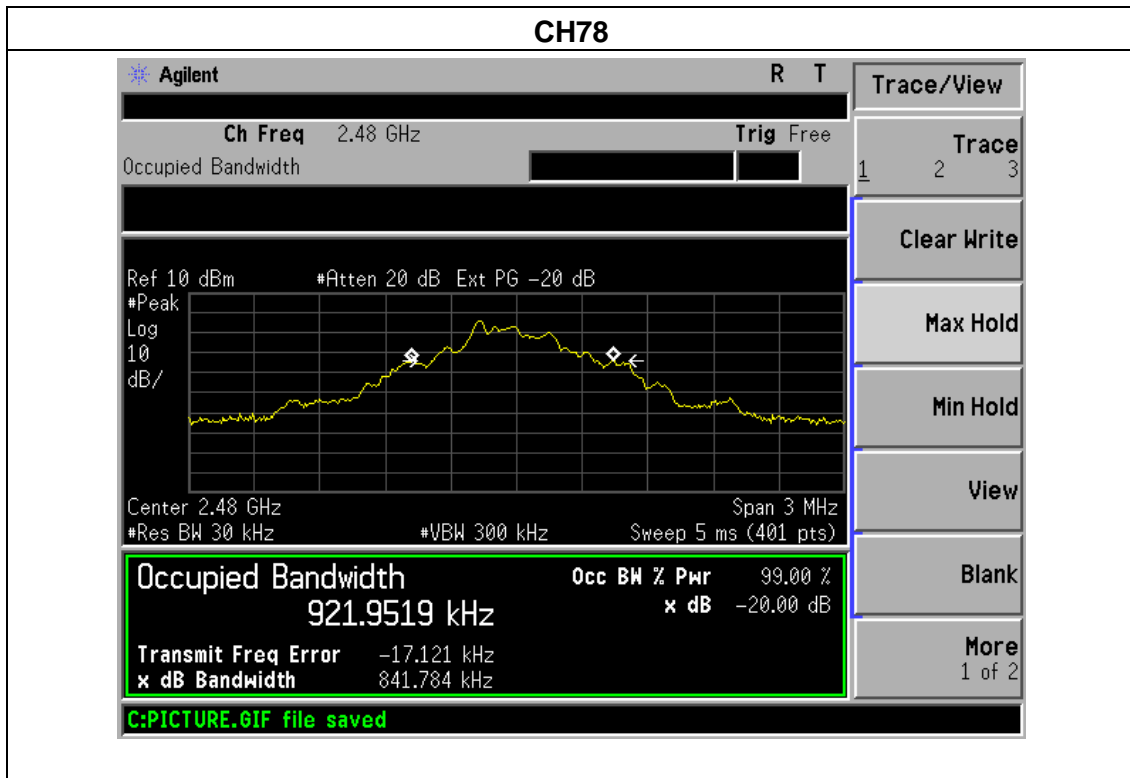 CH78
Agilent R T
Ch Freq 2.48 GHz Trig Free
Occupied Bandwidth
Ref 10 dBm #Atten 20 dB Ext PG -20 dB
#Peak
Log
10
dB/
Center 2.48 GHz Span 3 MHz
#Res BW 30 kHz #VBW 300 kHz Sweep 5 ms (401 pts)
Occupied Bandwidth Occ BW % Pwr 99.00 %
921.9519 kHz x dB -20.00 dB
Transmit Freq Error -17.121 kHz
x dB Bandwidth 841.784 kHz
C:PICTURE.GIF file saved
Trace/View
Trace
1 2 3
Clear Write
Max Hold
Min Hold
View
Blank
More
1 of 2